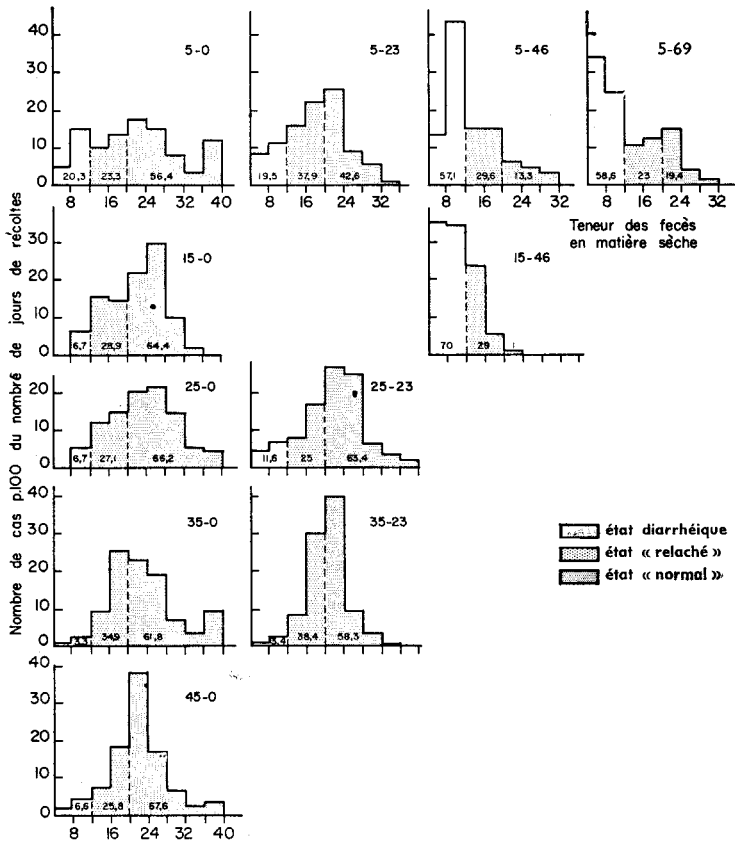 5-0
5-23
5-46
5-69
40
30
20
10
0
20,3 23,3 56,4
19,5 37,9 42,6
57,1 29,6 13,3
58,6 23 19,4
8 16 24 32 40
8 16 24 32
8 16 24 32
8 16 24 32
Teneur des fecès
en matière sèche
Nombre de cas p.100 du nombre de jours de récoltes
15-0
15-46
30
20
10
0
6,7 28,9 64,4
70 29 1
25-0
25-23
20
10
0
6,7 27,1 66,2
11,6 25 63,4
35-0
35-23
40
30
20
10
0
3,3 34,9 61,8
3,4 38,4 58,3
état diarrhéique
état « relaché »
état « normal »
45-0
40
30
20
10
0
6,6 25,8 67,6
8 16 24 32 40